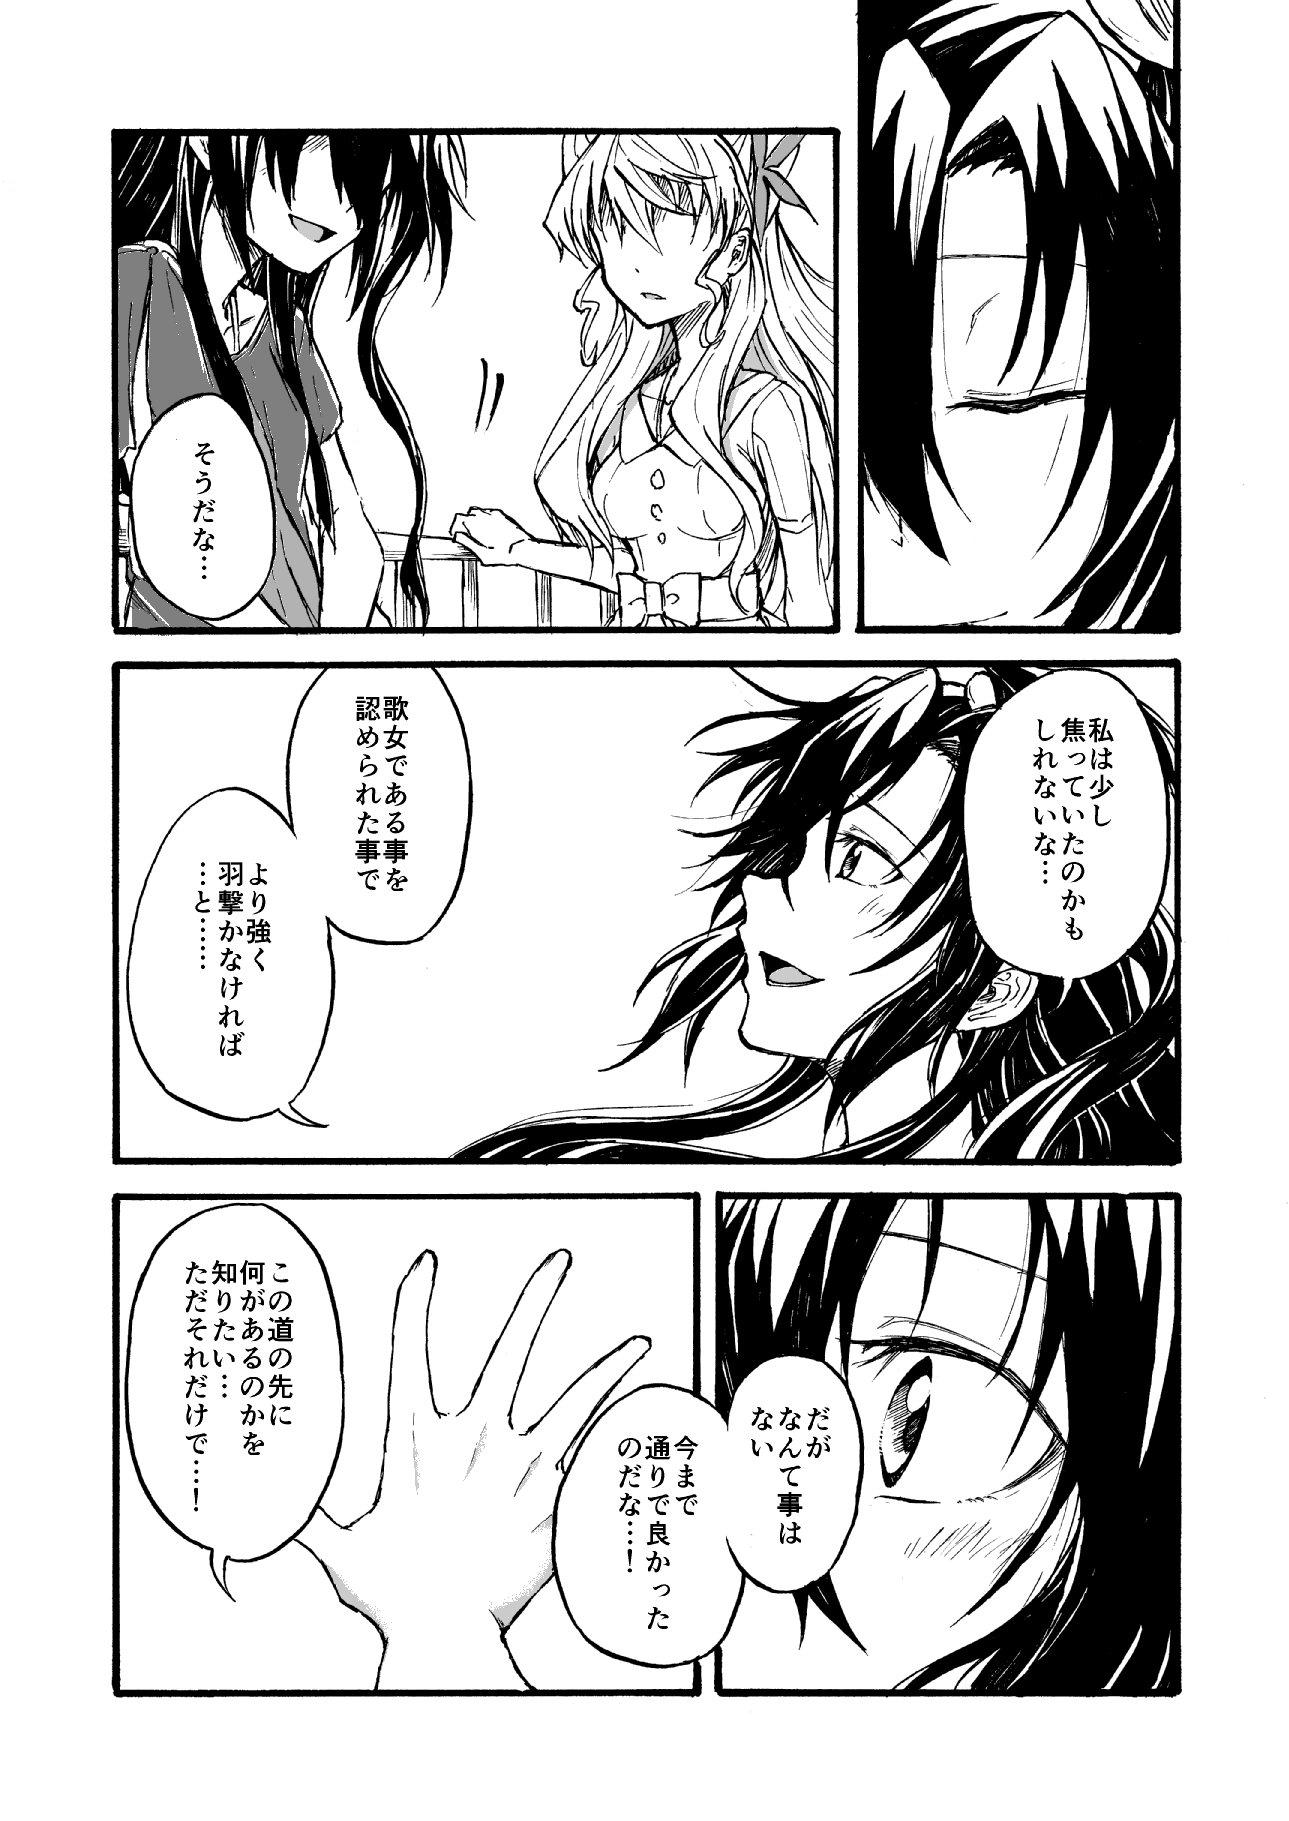 そうだな…
私は少し
焦っていたのかも
しれないな…
歌女である事を
認められた事で
より強く
羽撃かなければ
…と……
だが
なんて事は
ない
今まで
通りで良かった
のだな…！
この道の先に
何があるのかを
知りたい…
ただそれだけで…！